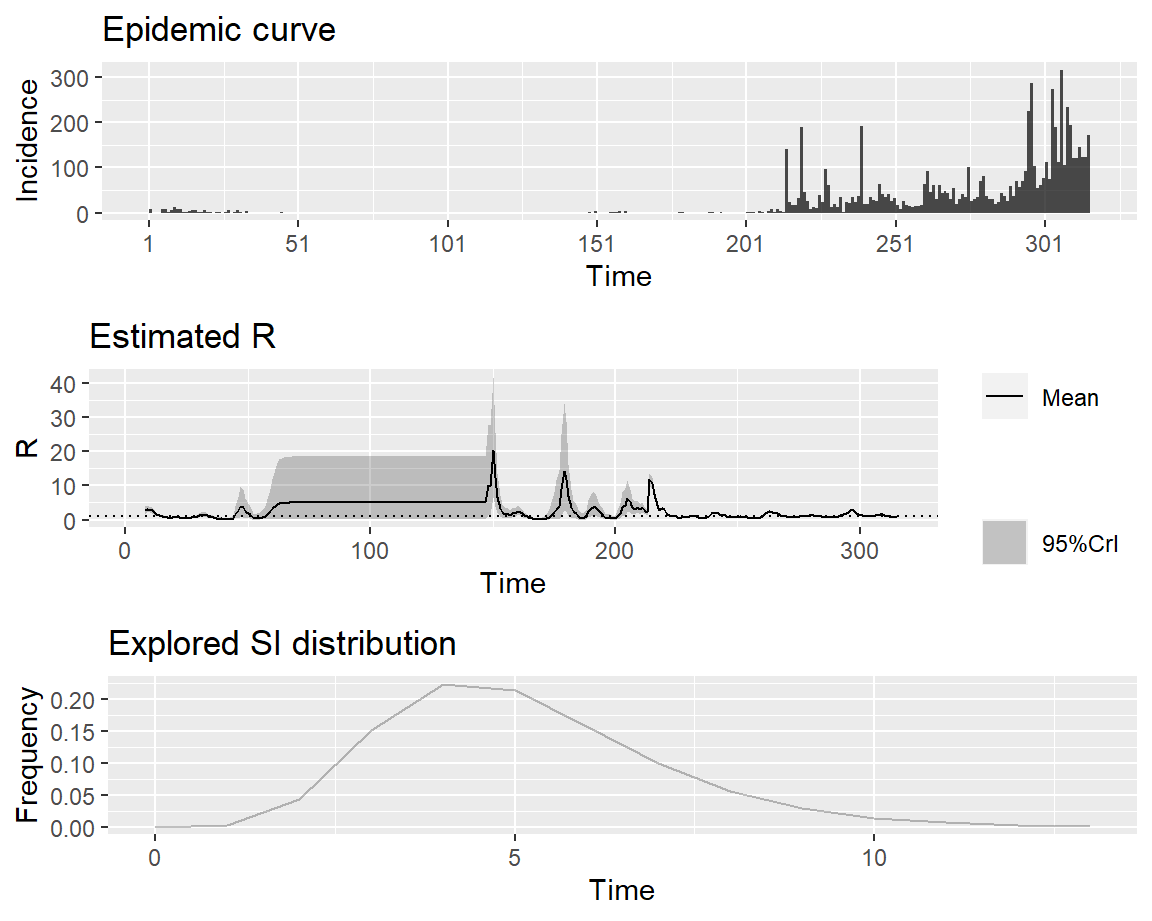 Epidemic curve
300
200
100
0
Incidence
1 51 101 151 201 251 301
Time
Estimated R
40
30
20
10
0
R
0 100 200 300
Time
Mean
95%CrI
Explored SI distribution
0.20
0.15
0.10
0.05
0.00
Frequency
0 5 10
Time